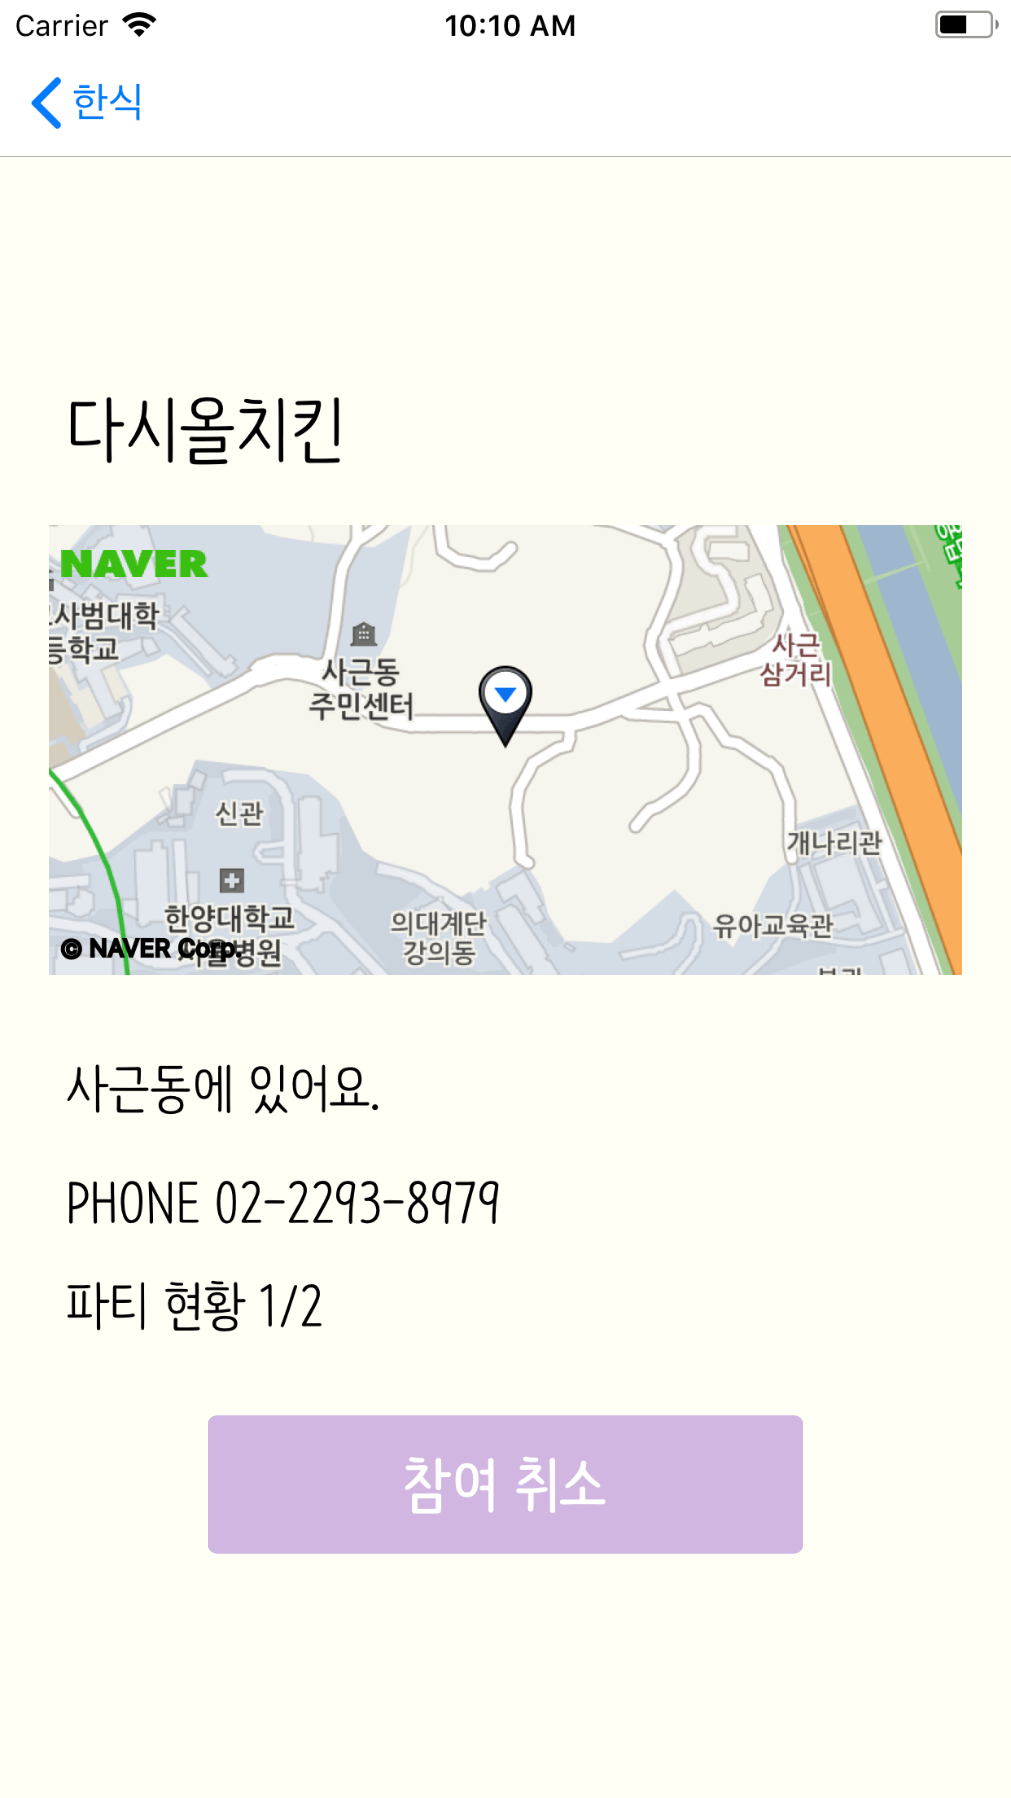 Carrier
10:10 AM
한식
다시올치킨
NAVER
사범대학
등학교
사근동
주민센터
사근
삼거리
신관
개나리관
한양대학교
병원
의대계단
강의동
유아교육관
© NAVER Corp.
사근동에 있어요.
PHONE 02-2293-8979
파티 현황 1/2
참여 취소